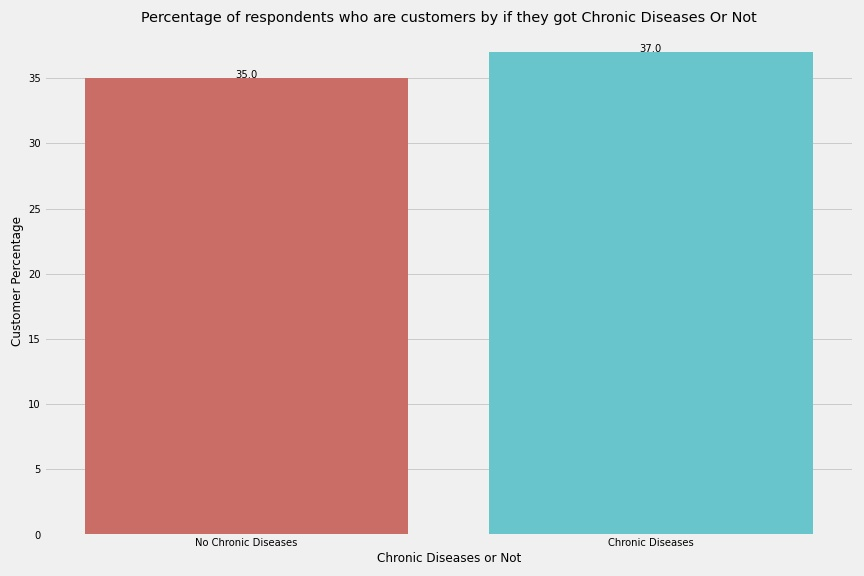 Percentage of respondents who are customers by if they got Chronic Diseases Or Not
37.0
35.0
35
30
25
20
15
10
5
0
Customer Percentage
No Chronic Diseases
Chronic Diseases
Chronic Diseases or Not